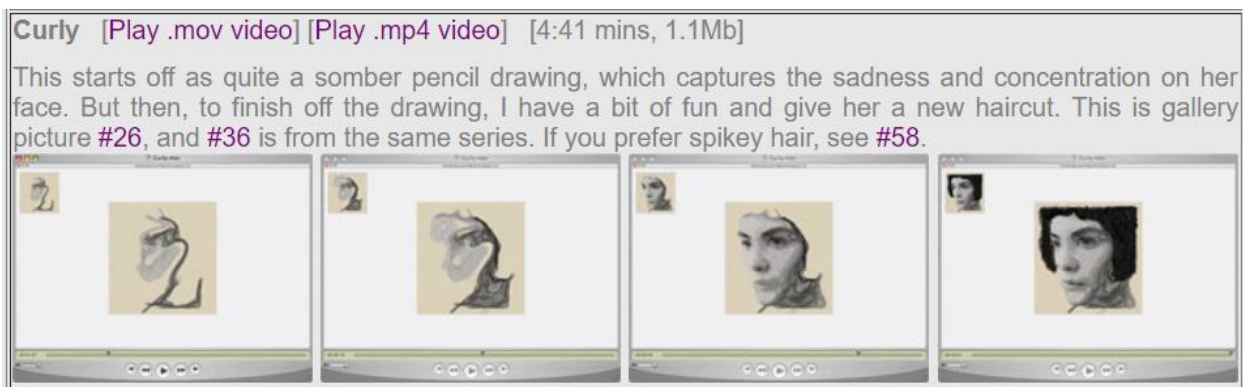 Curly [Play .mov video] [Play .mp4 video] [4:41 mins, 1.1Mb]
This starts off as quite a somber pencil drawing, which captures the sadness and concentration on her
face. But then, to finish off the drawing, I have a bit of fun and give her a new haircut. This is gallery
picture #26, and #36 is from the same series. If you prefer spikey hair, see #58.